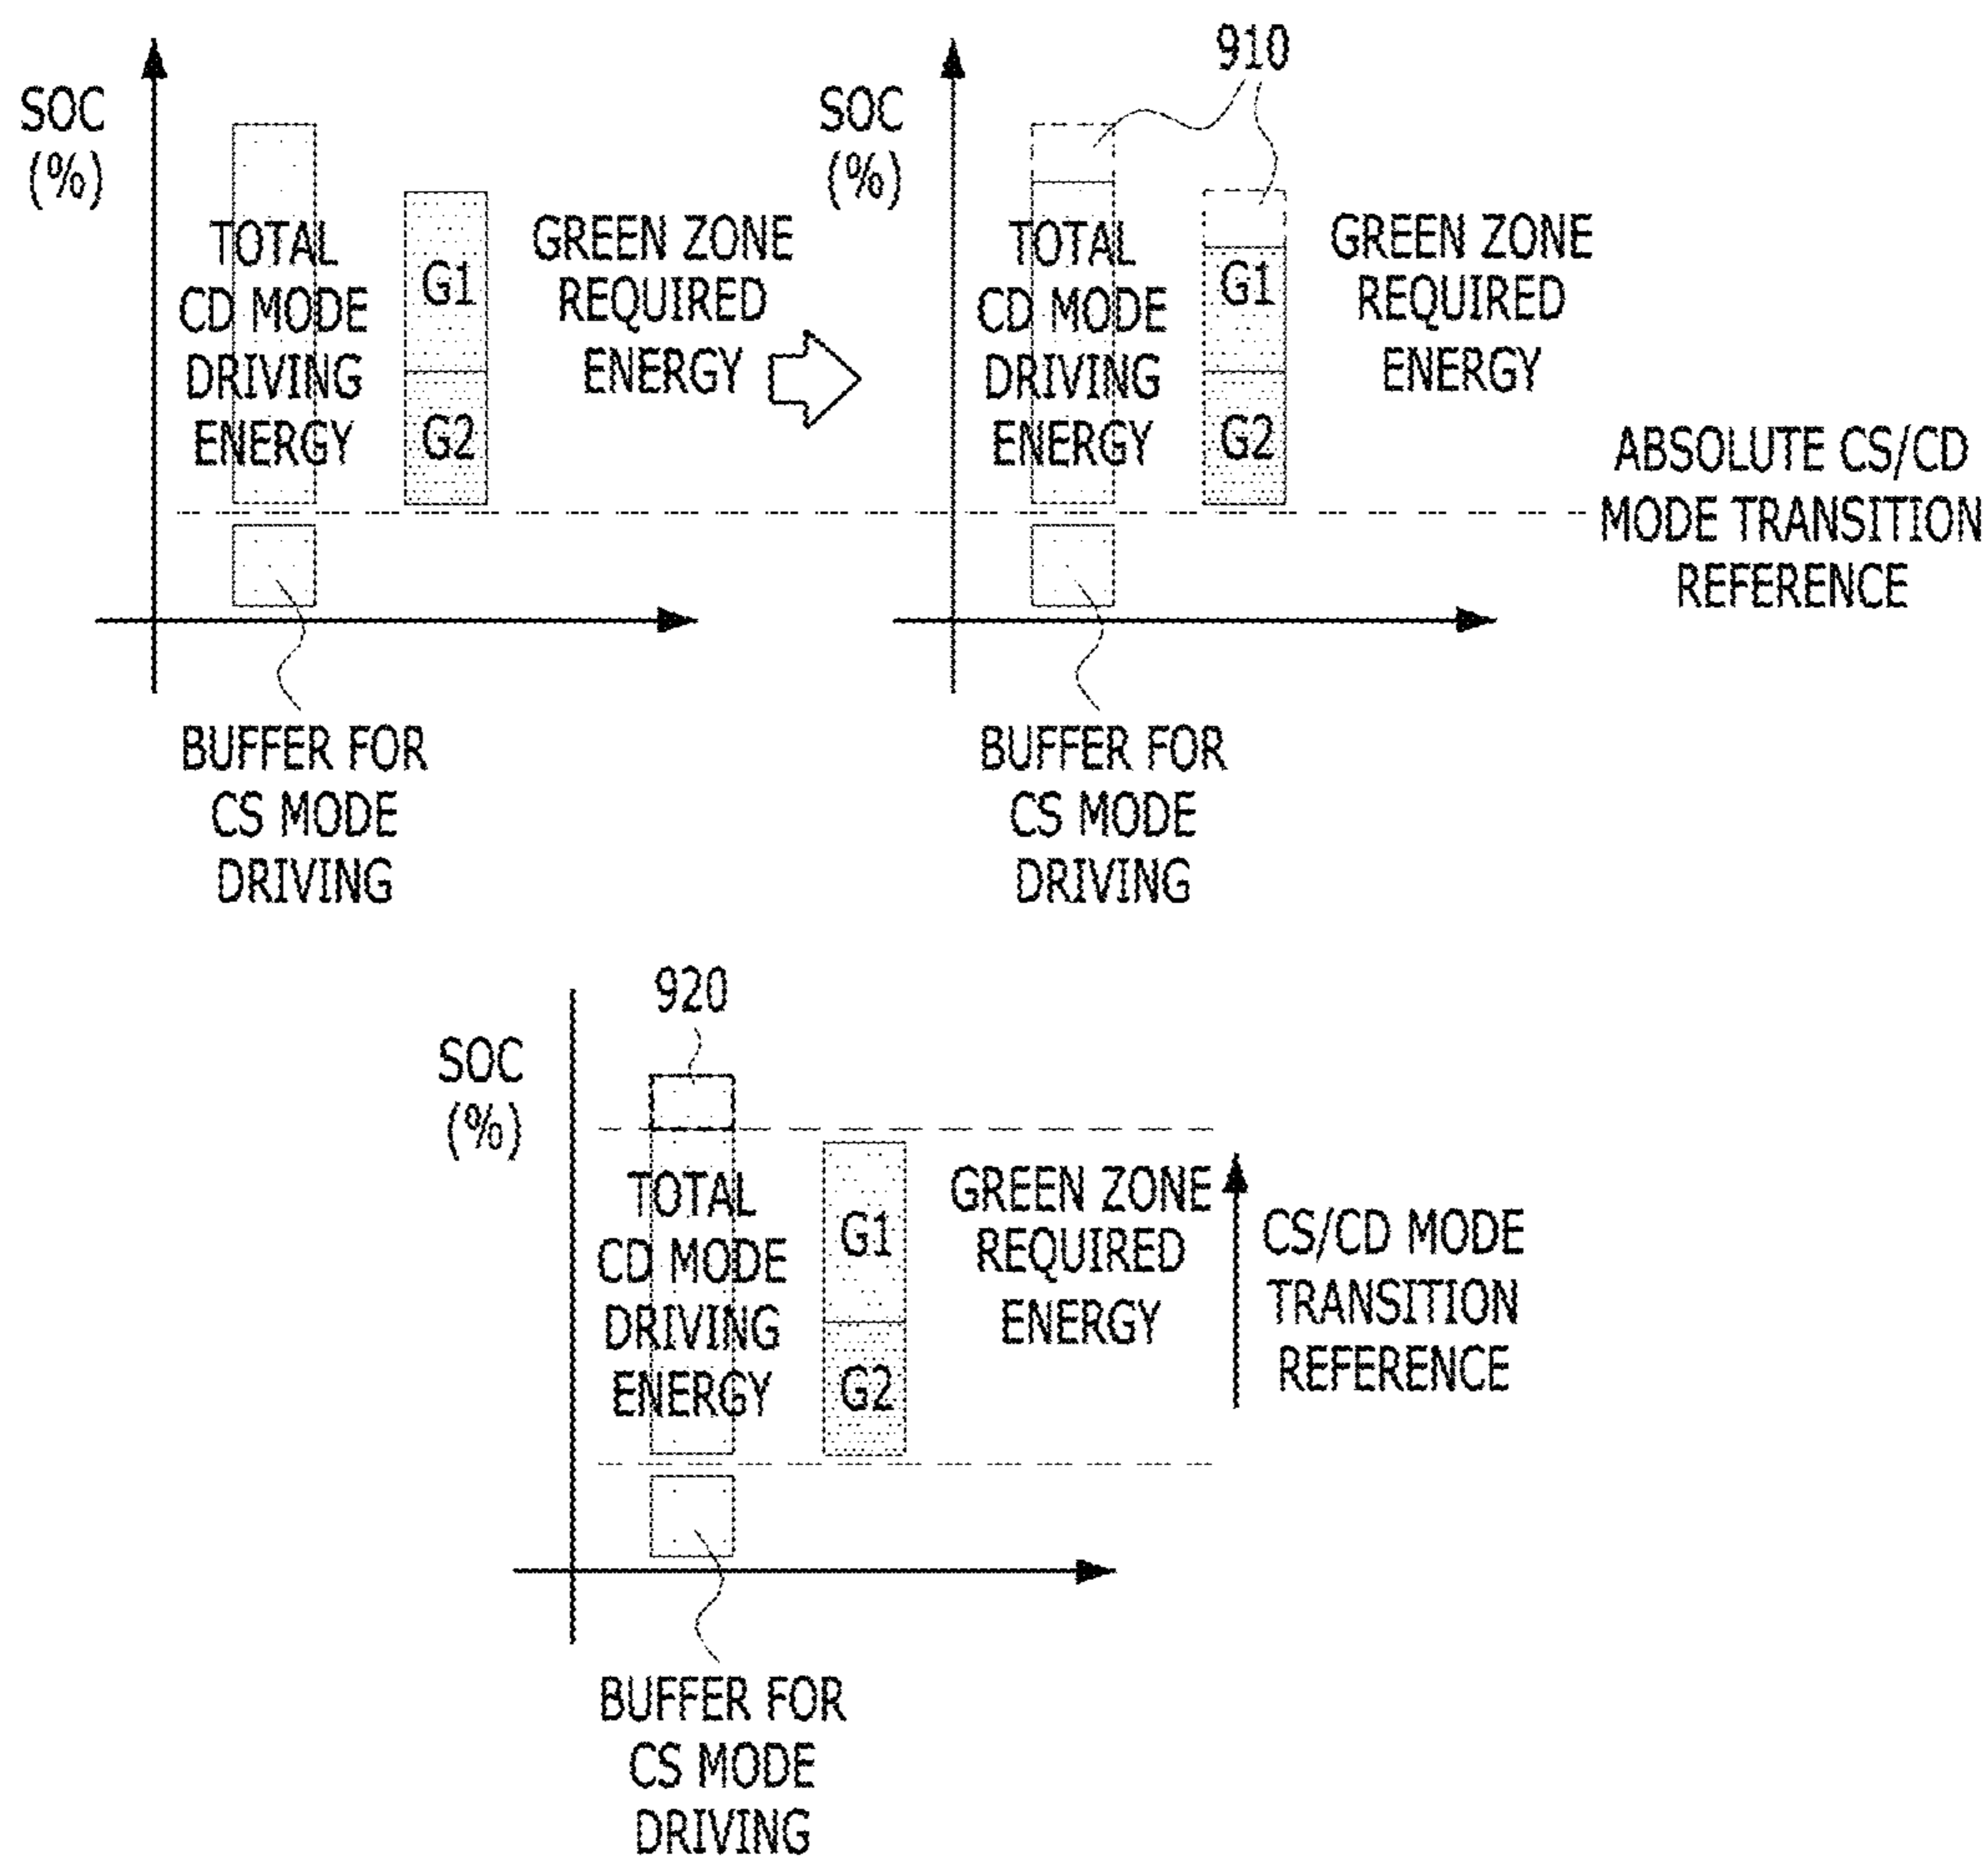 SOC
(%)
TOTAL
CD MODE
DRIVING
ENERGY
G1
G2
GREEN ZONE
REQUIRED
ENERGY
BUFFER FOR
CS MODE
DRIVING
910
SOC
(%)
TOTAL
CD MODE
DRIVING
ENERGY
G1
G2
GREEN ZONE
REQUIRED
ENERGY
ABSOLUTE CS/CD
MODE TRANSITION
REFERENCE
BUFFER FOR
CS MODE
DRIVING
920
SOC
(%)
TOTAL
CD MODE
DRIVING
ENERGY
G1
G2
GREEN ZONE
REQUIRED
ENERGY
CS/CD MODE
TRANSITION
REFERENCE
BUFFER FOR
CS MODE
DRIVING